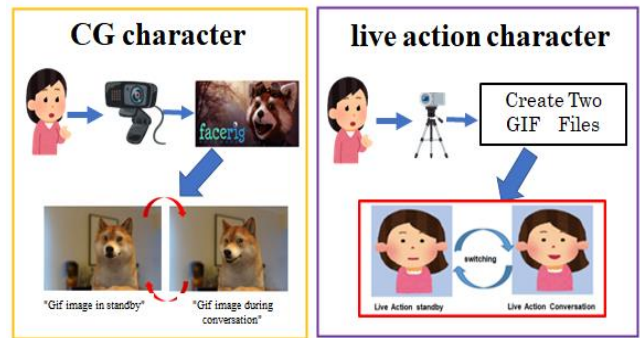 CG character
facerig
"Gif image in standby"
"Gif image during
conversation"
live action character
Create Two
GIF Files
switching
Live Action standby
Live Action Conversation